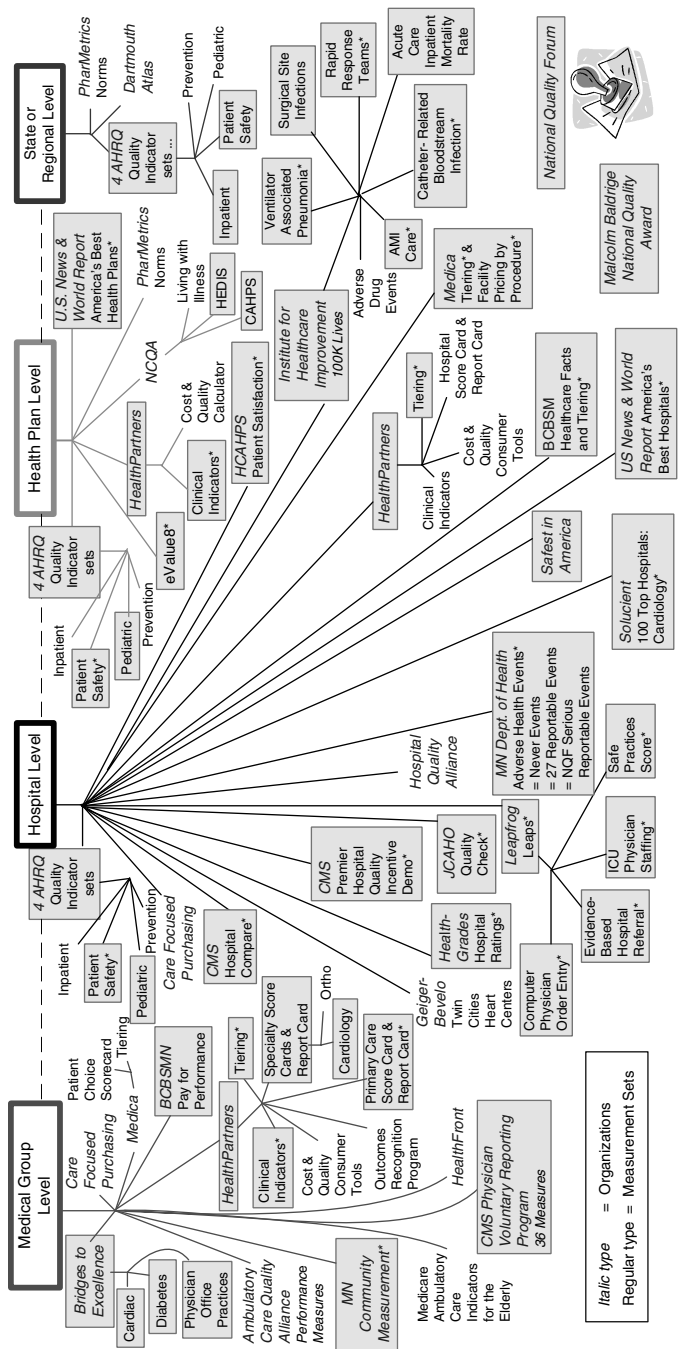 Medical Group
Level
Hospital Level
Health Plan Level
State or
Regional Level
Bridges to
Excellence
Cardiac
Diabetes
Physician
Office
Practices
Care
Focused
Purchasing
Patient
Choice
Scorecard
Tiering
Medica
BCBSMN
Pay for
Performance
Ambulatory
Care Quality
Alliance
Performance
Measures
MN
Community
Measurement*
HealthPartners
Clinical
Indicators*
Tiering*
Specialty Score
Cards &
Report Card
Ortho
Cardiology
Primary Care
Score Card &
Report Card*
Cost &
Quality
Consumer
Tools
Outcomes
Recognition
Program
HealthFront
Medicare
Ambulatory
Care
Indicators
for the
Elderly
CMS Physician
Voluntary Reporting
Program
36 Measures
4 AHRQ
Quality
Indicator
sets
Inpatient
Patient
Safety*
Pediatric
Prevention
Care Focused
Purchasing
CMS
Hospital
Compare*
Geiger-
Bevelo
Twin
Cities
Heart
Centers
Health-
Grades
Hospital
Ratings*
CMS
Premier
Hospital
Quality
Incentive
Demo*
JCAHO
Quality
Check*
Leapfrog
Leaps*
Computer
Physician
Order Entry*
Evidence-
Based
Hospital
Referral*
ICU
Physician
Staffing*
Safe
Practices
Score*
Hospital
Quality
Alliance
MN Dept. of Health
Adverse Health Events*
= Never Events
= 27 Reportable Events
= NQF Serious
Reportable Events
Solucient
100 Top Hospitals:
Cardiology*
Safest in
America
US News & World
Report America's
Best Hospitals*
BCBSM
Healthcare Facts
and Tiering*
HealthPartners
Clinical
Indicators
Tiering*
Cost &
Quality
Consumer
Tools
Hospital
Score Card &
Report Card
Medica
Tiering* &
Facility
Pricing by
Procedure*
Institute for
Healthcare
Improvement
100K Lives
Ventilator
Associated
Pneumonia*
Surgical Site
Infections
Rapid
Response
Teams*
Acute
Care
Inpatient
Mortality
Rate
Adverse
Drug
Events
AMI
Care*
Catheter- Related
Bloodstream
Infection*
HCAHPS
Patient Satisfaction*
4 AHRQ
Quality
Indicator
sets
Inpatient
Patient
Safety*
Pediatric
Prevention
eValue8*
HealthPartners
Clinical
Indicators*
Cost &
Quality
Calculator
NCQA
Living with
Illness
HEDIS
CAHPS
PharMetrics
Norms
U.S. News &
World Report
America's Best
Health Plans*
PharMetrics
Norms
Dartmouth
Atlas
4 AHRQ
Quality
Indicator
sets ...
Inpatient
Patient
Safety
Pediatric
Prevention
National Quality Forum
Malcolm Baldrige
National Quality
Award
Italic type = Organizations
Regular type = Measurement Sets